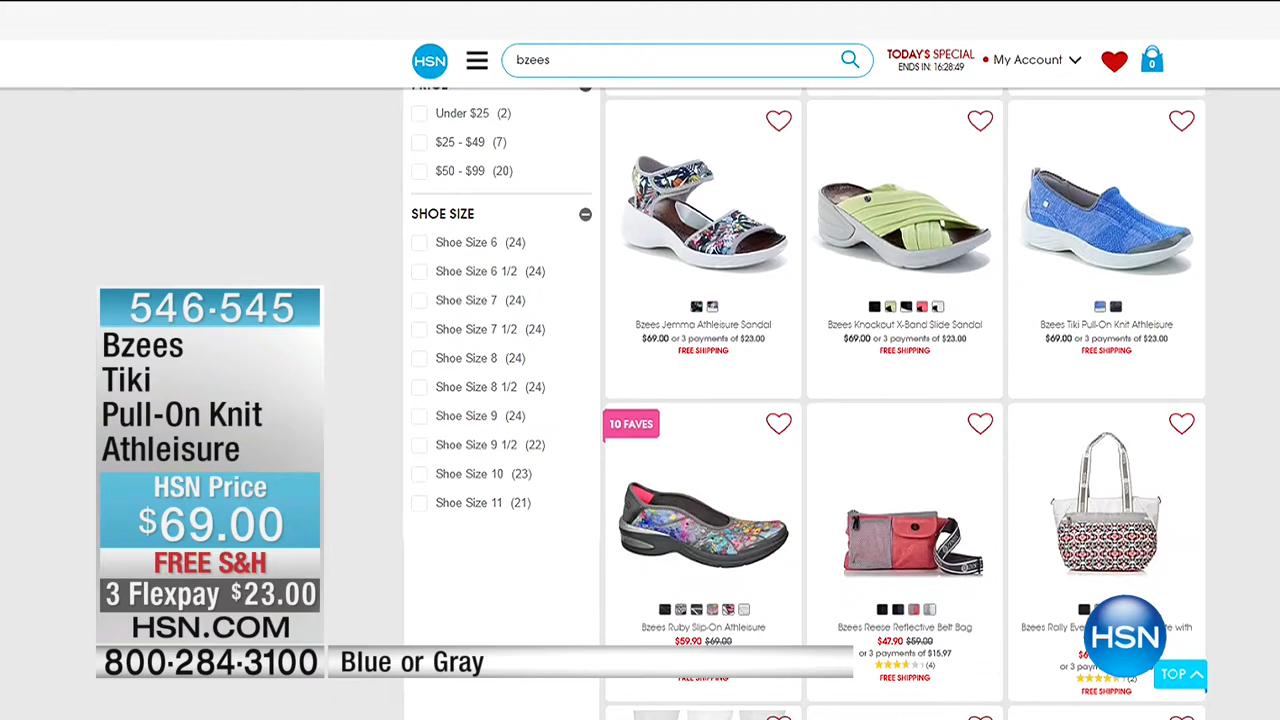 HSN
bzees
TODAY'S SPECIAL
ENDS IN: 16:28:49
My Account
0
PRICE
Under $25 (2)
$25 - $49 (7)
$50 - $99 (20)
SHOE SIZE
Shoe Size 6 (24)
Shoe Size 6 1/2 (24)
Shoe Size 7 (24)
Shoe Size 7 1/2 (24)
Shoe Size 8 (24)
Shoe Size 8 1/2 (24)
Shoe Size 9 (24)
Shoe Size 9 1/2 (22)
Shoe Size 10 (23)
Shoe Size 11 (21)
Bzees Jemma Athleisure Sandal
$69.00 or 3 payments of $23.00
FREE SHIPPING
Bzees Knockout X-Band Slide Sandal
$69.00 or 3 payments of $23.00
FREE SHIPPING
Bzees Tiki Pull-On Knit Athleisure
$69.00 or 3 payments of $23.00
FREE SHIPPING
10 FAVES
Bzees Ruby Slip-On Athleisure
$59.90 $69.00
FREE SHIPPING
Bzees Reese Reflective Belt Bag
$47.90 $59.00
or 3 payments of $15.97
(4)
FREE SHIPPING
Bzees Rally with
or 3 pay
(2)
FREE SHIPPING
HSN
TOP
546-545
Bzees
Tiki
Pull-On Knit
Athleisure
HSN Price
$69.00
FREE S&H
3 Flexpay $23.00
HSN.COM
800-284-3100
Blue or Gray